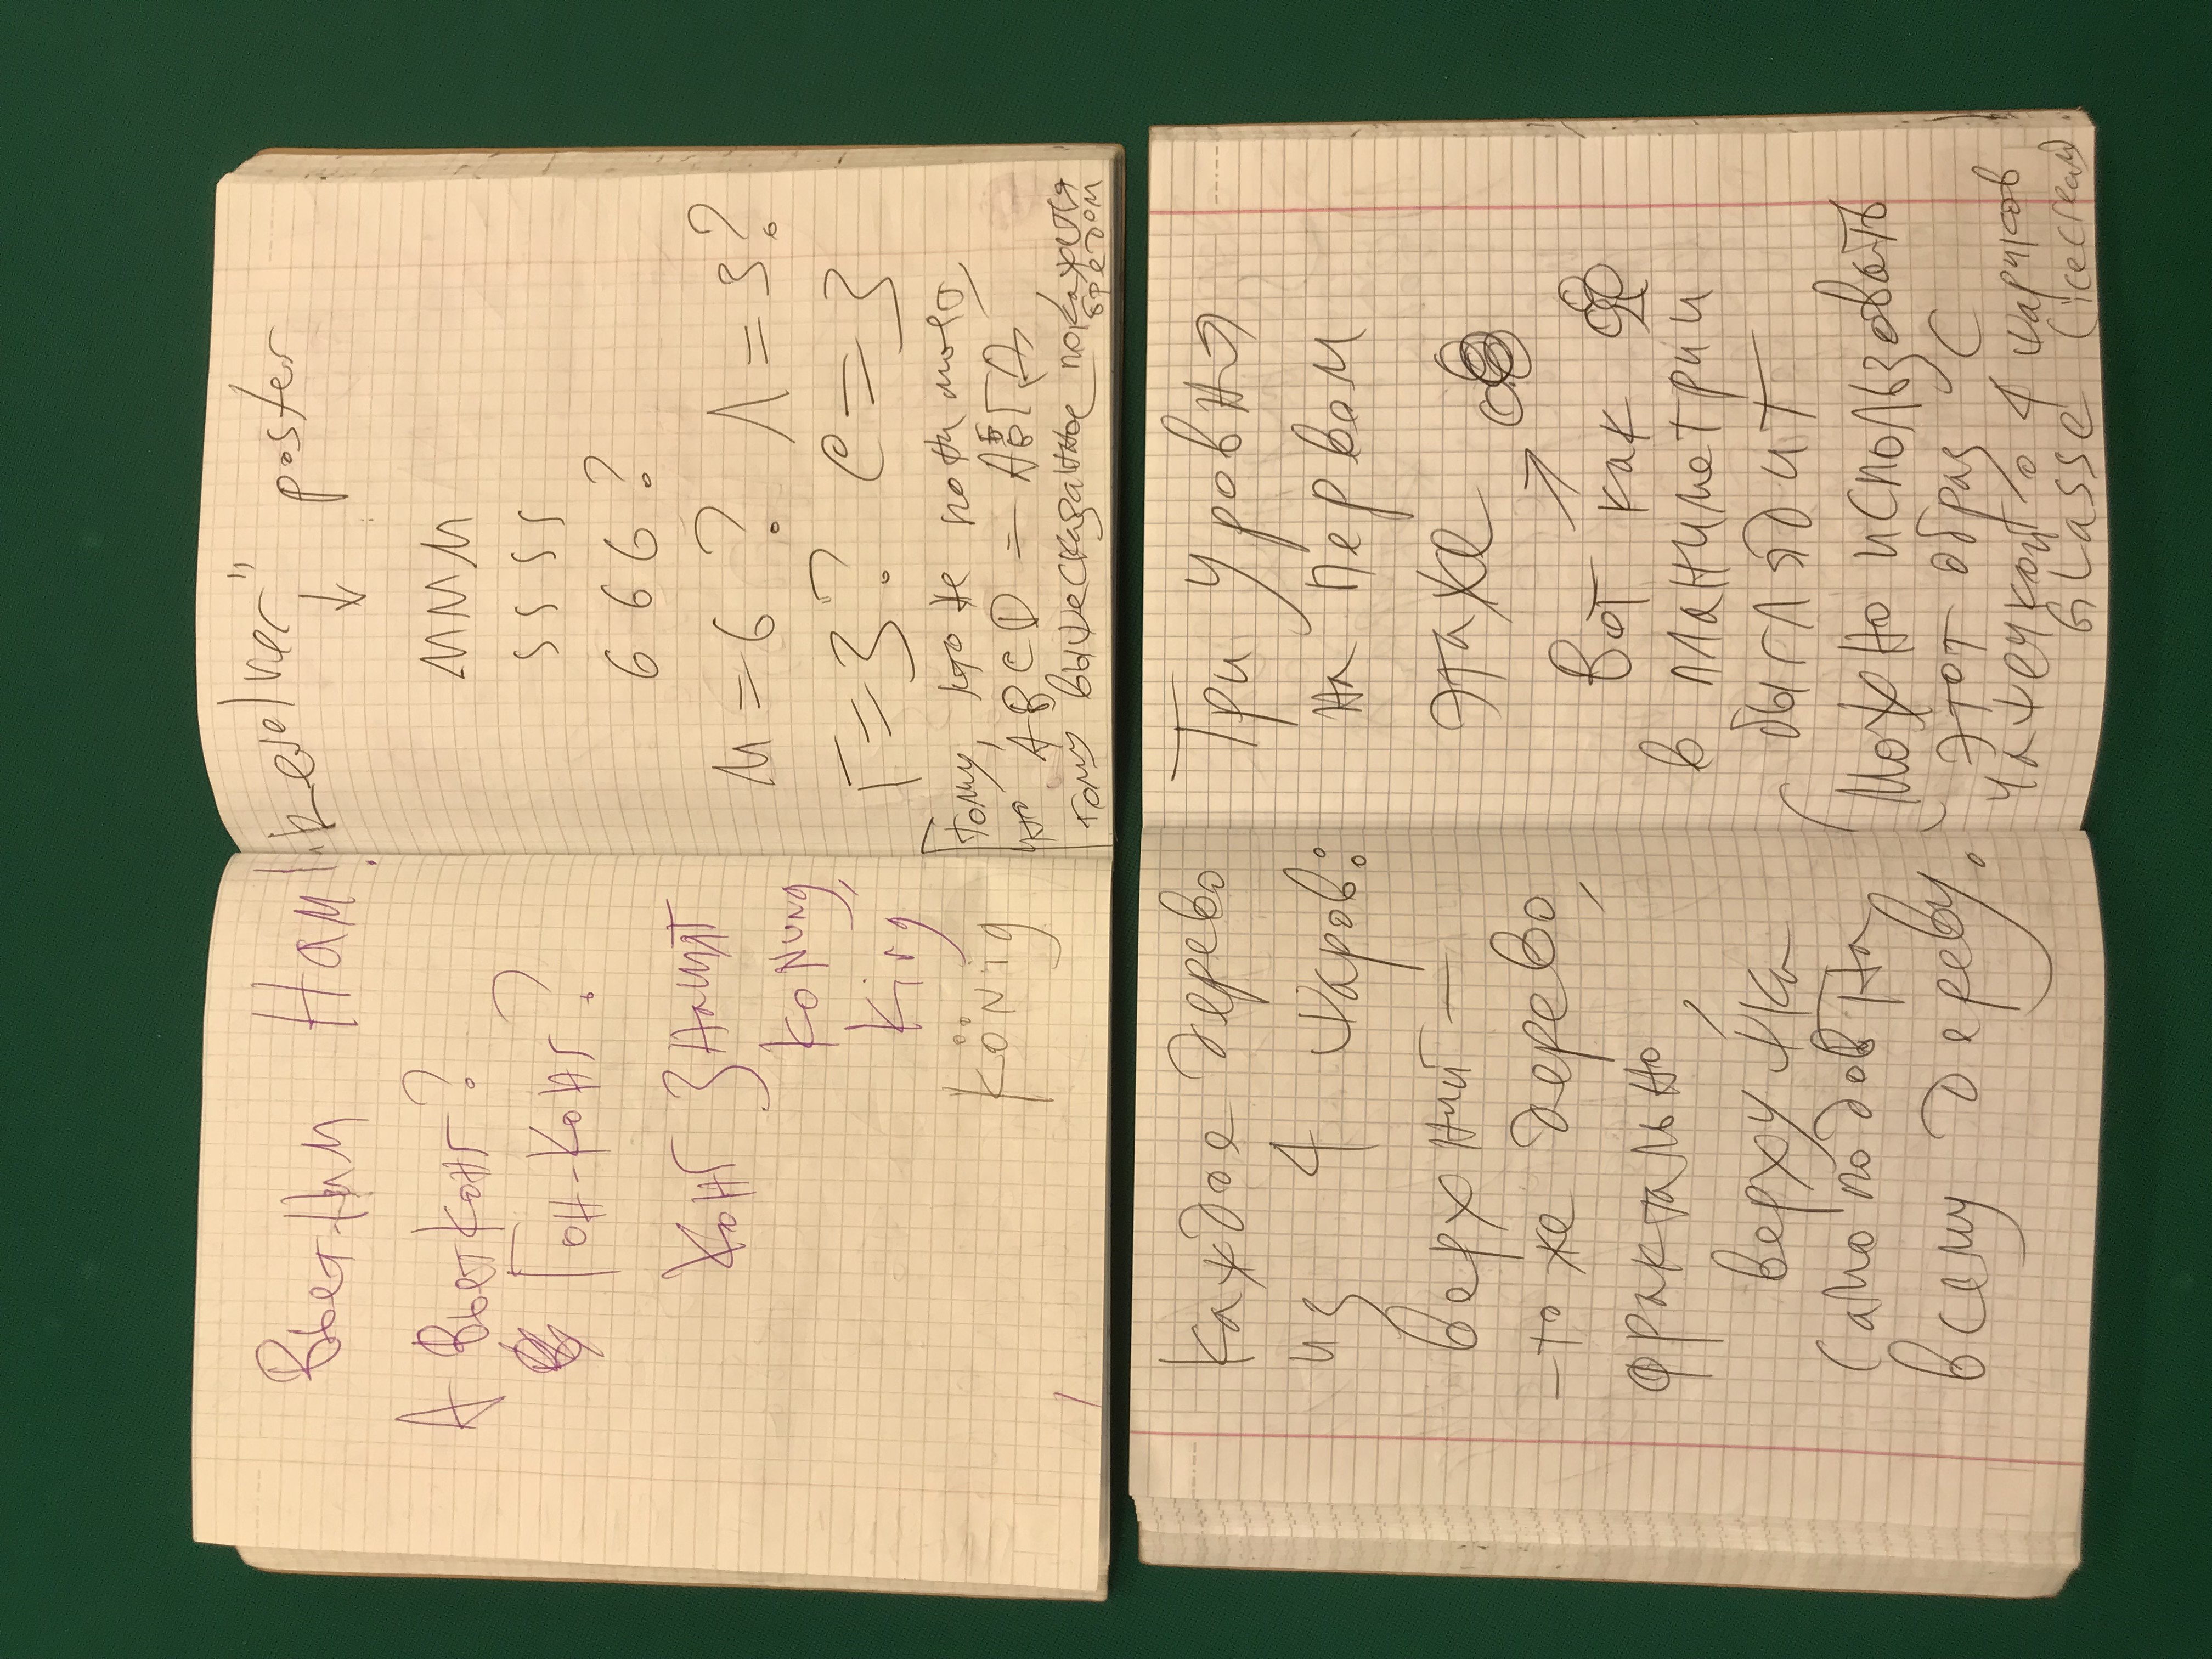 Вьет-Ним Нам!
А Вьетконг?
Гон-Конг?
Конг значит
Konung,
King
König
"Revolver" poster
↓
МММ
SSSS
666?
М = 6? Λ = 3?
Г = 3? C = 3
Тому, кто не понимает,
что ABCD = АБВГД,
тому вышесказанное покажется
бредом
Каждое дерево
из 4 шаров:
верхний —
— то же дерево,
фрактально,
верхушка
самоподобна
всему дереву.
Три уровня
на первом
этаже
→
Вот как
в планиметрии
выглядит
(Можно использовать
этот образ с
чашечкой о 4 шариков
Glasse (icecream)